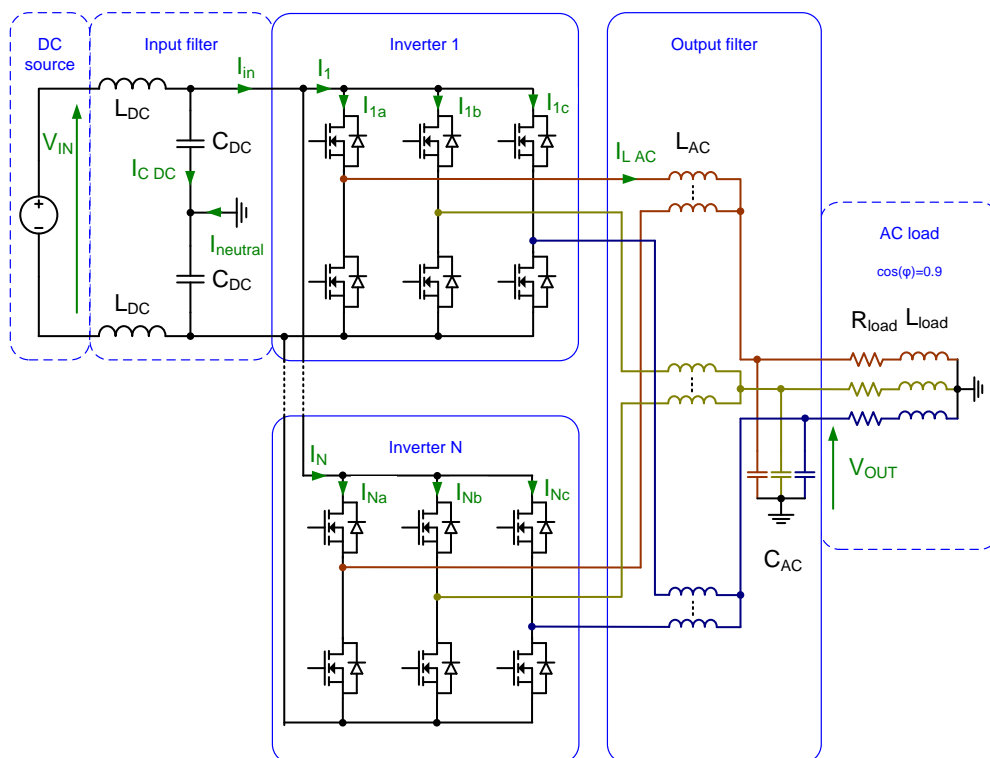 DC
source
Input filter
Inverter 1
Output filter
L_DC
I_in
I_1
I_1a
I_1b
I_1c
V_IN
C_DC
I_C DC
I_neutral
C_DC
L_DC
I_L AC
L_AC
AC load
cos(φ)=0.9
R_load
L_load
V_OUT
C_AC
Inverter N
I_N
I_Na
I_Nb
I_Nc